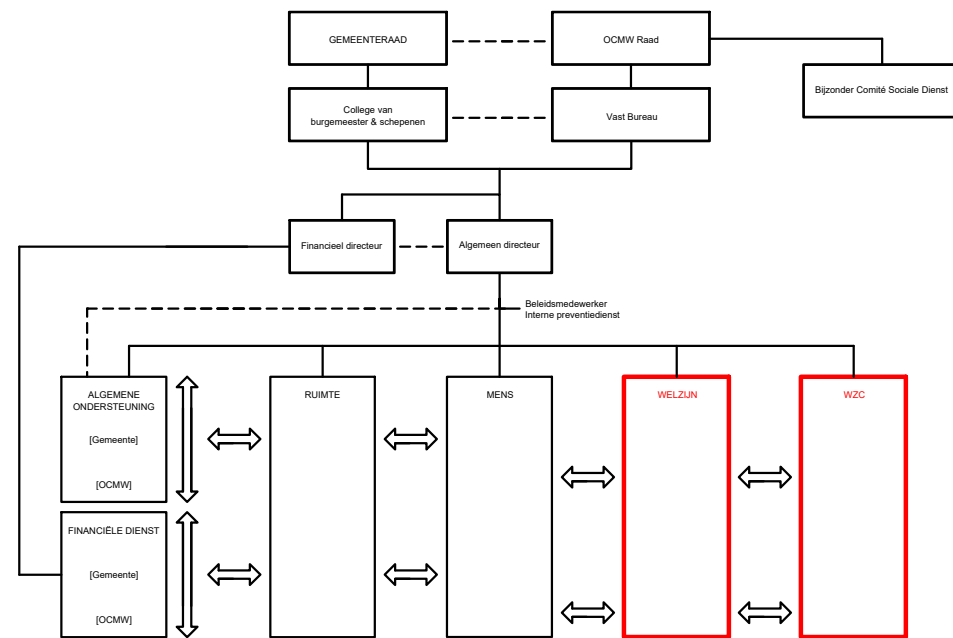 GEMEENTERAAD
OCMW Raad
Bijzonder Comité Sociale Dienst
College van
burgemeester & schepenen
Vast Bureau
Financieel directeur
Algemeen directeur
Beleidsmedewerker
Interne preventiedienst
ALGEMENE
ONDERSTEUNING
[Gemeente]
[OCMW]
RUIMTE
MENS
WELZIJN
WZC
FINANCIËLE DIENST
[Gemeente]
[OCMW]